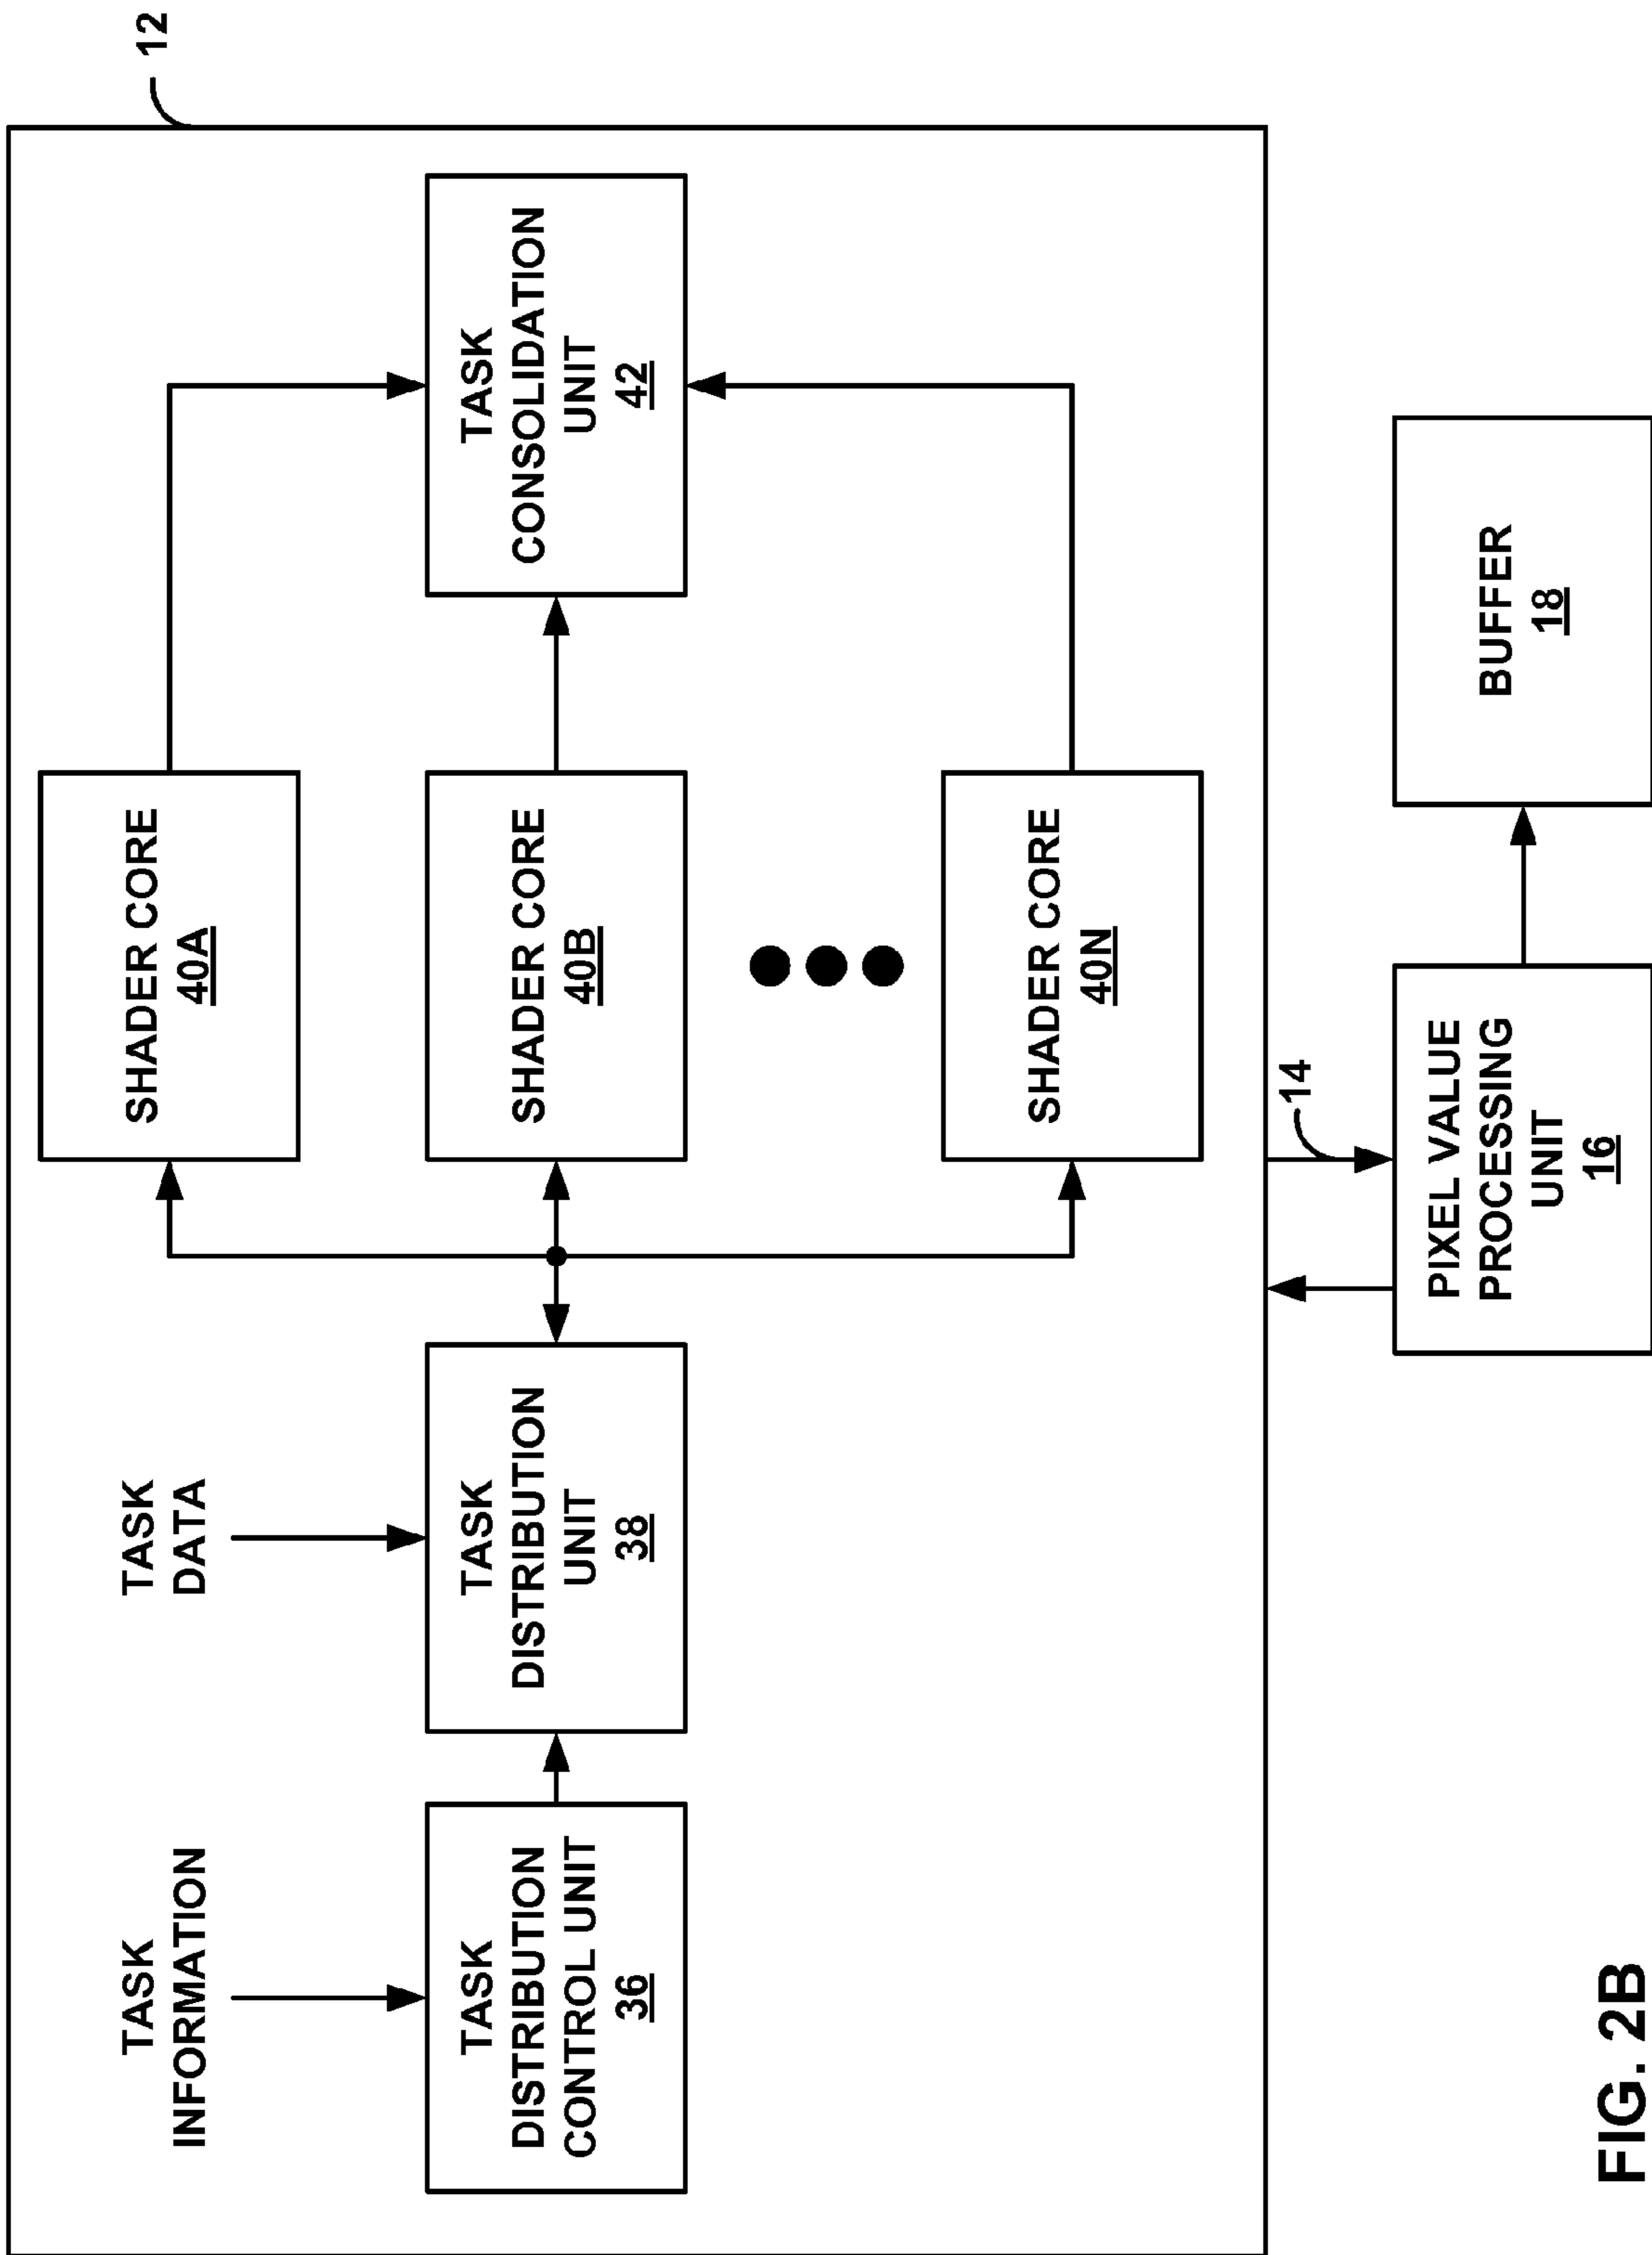 12
TASK
INFORMATION
TASK
DATA
TASK
DISTRIBUTION
CONTROL UNIT
36
TASK
DISTRIBUTION
UNIT
38
SHADER CORE
40A
SHADER CORE
40B
SHADER CORE
40N
TASK
CONSOLIDATION
UNIT
42
14
PIXEL VALUE
PROCESSING
UNIT
16
BUFFER
18
FIG. 2B